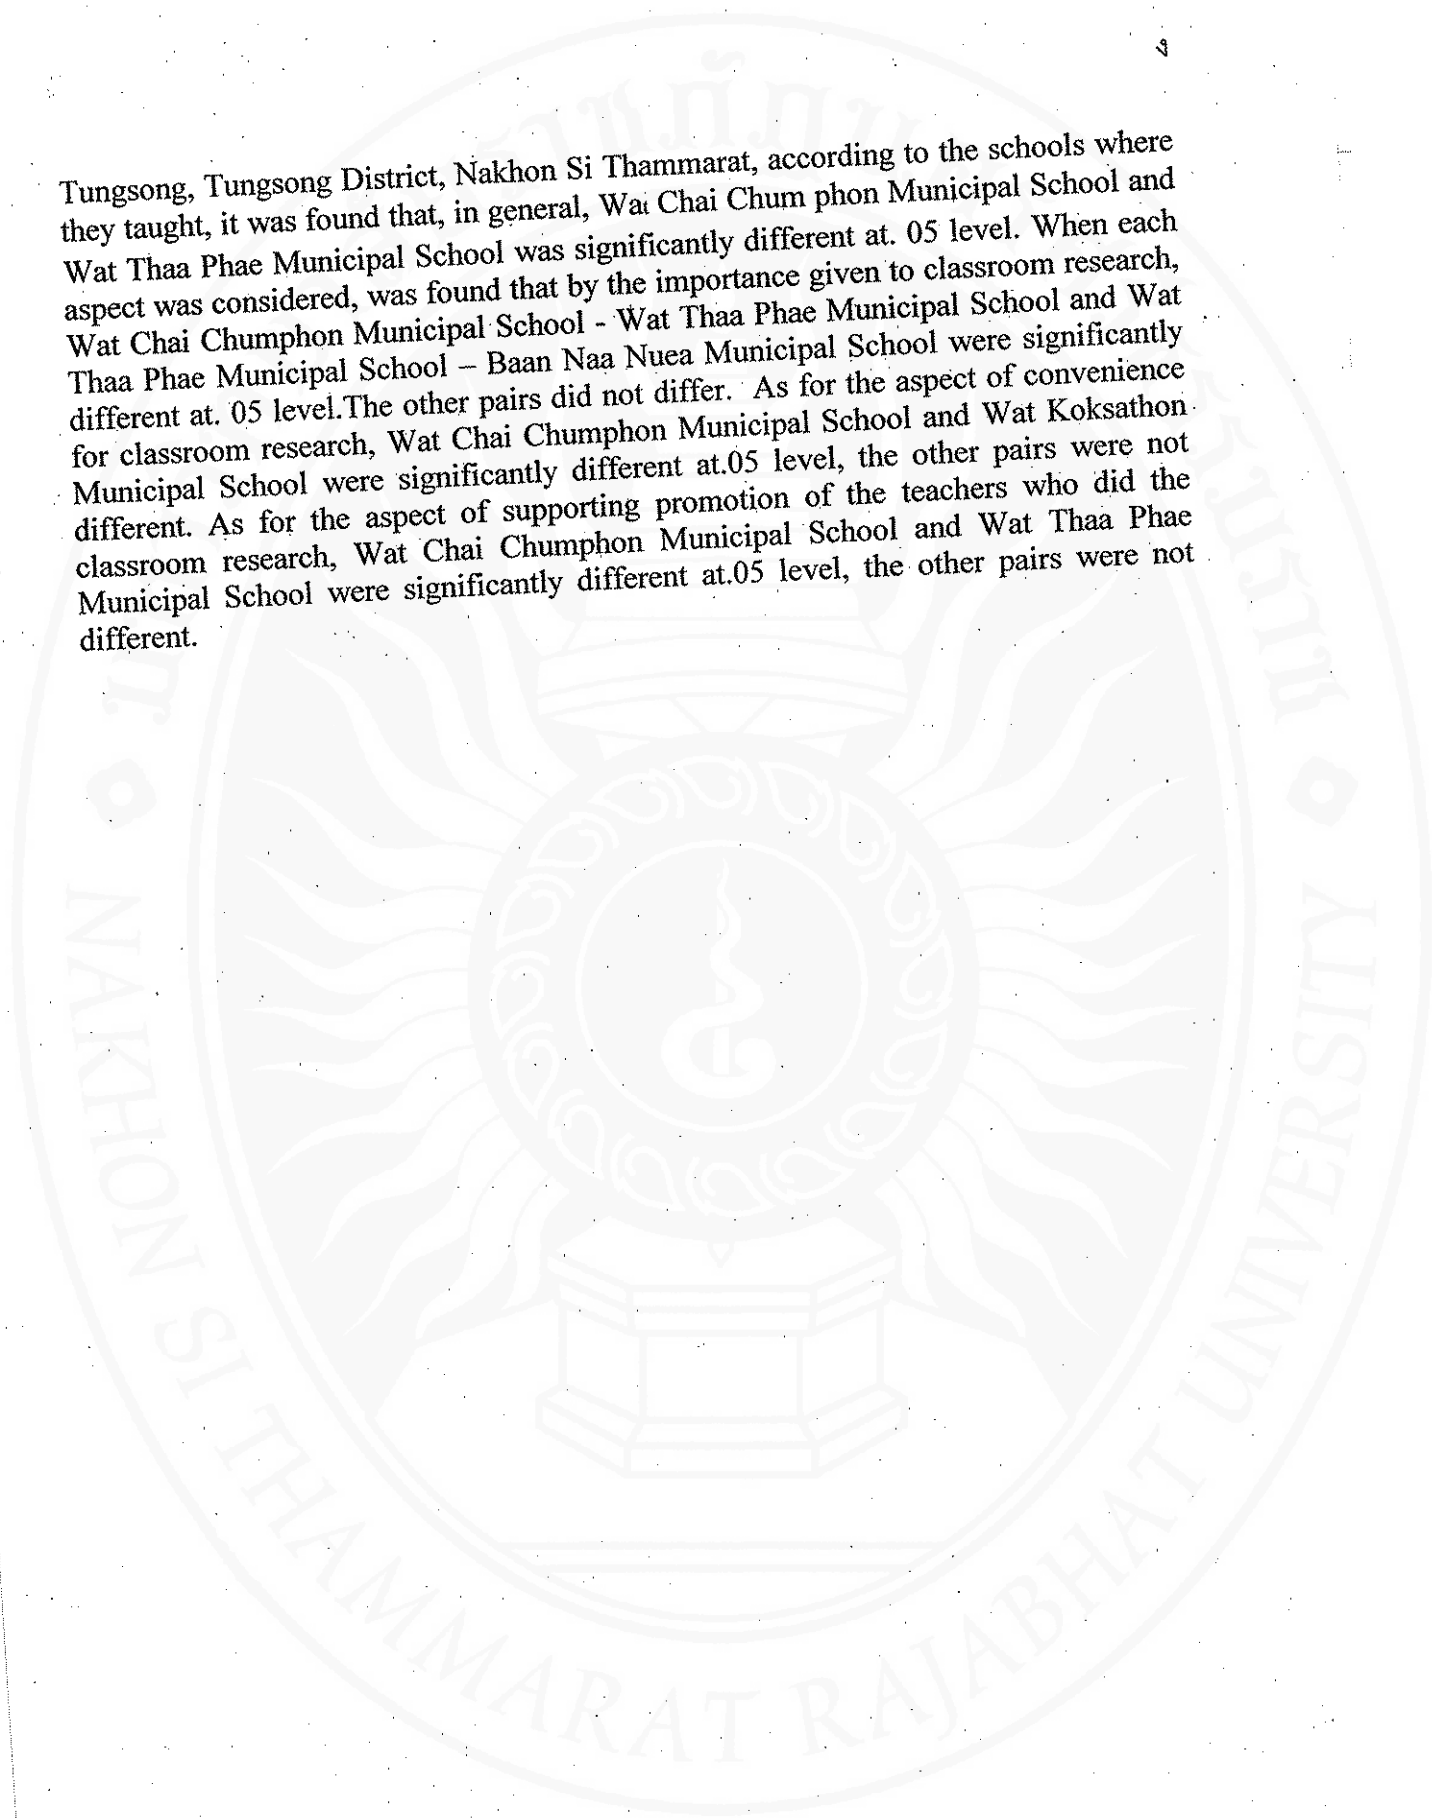 ง
Tungsong, Tungsong District, Nakhon Si Thammarat, according to the schools where
they taught, it was found that, in general, Wat Chai Chum phon Municipal School and
Wat Thaa Phae Municipal School was significantly different at. 05 level. When each
aspect was considered, was found that by the importance given to classroom research,
Wat Chai Chumphon Municipal School - Wat Thaa Phae Municipal School and Wat
Thaa Phae Municipal School – Baan Naa Nuea Municipal School were significantly
different at. 05 level.The other pairs did not differ. As for the aspect of convenience
for classroom research, Wat Chai Chumphon Municipal School and Wat Koksathon
Municipal School were significantly different at.05 level, the other pairs were not
different. As for the aspect of supporting promotion of the teachers who did the
classroom research, Wat Chai Chumphon Municipal School and Wat Thaa Phae
Municipal School were significantly different at.05 level, the other pairs were not
different.
NAKHON SI THAMMARAT RAJABHAT UNIVERSITY